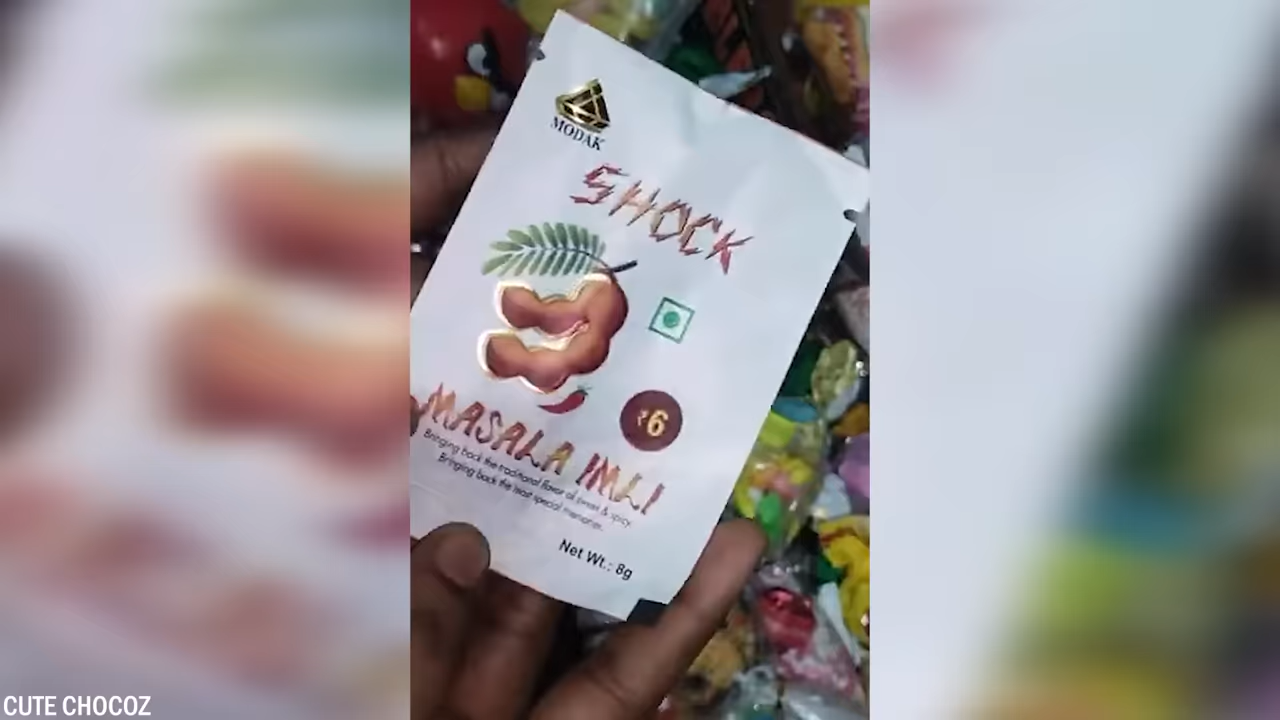 MODAK
SHOCK
₹6
MASALA IMLI
Bringing back the traditional flavor of sweet & spicy.
Bringing back the most special memories.
Net Wt.: 8g
CUTE CHOCOZ